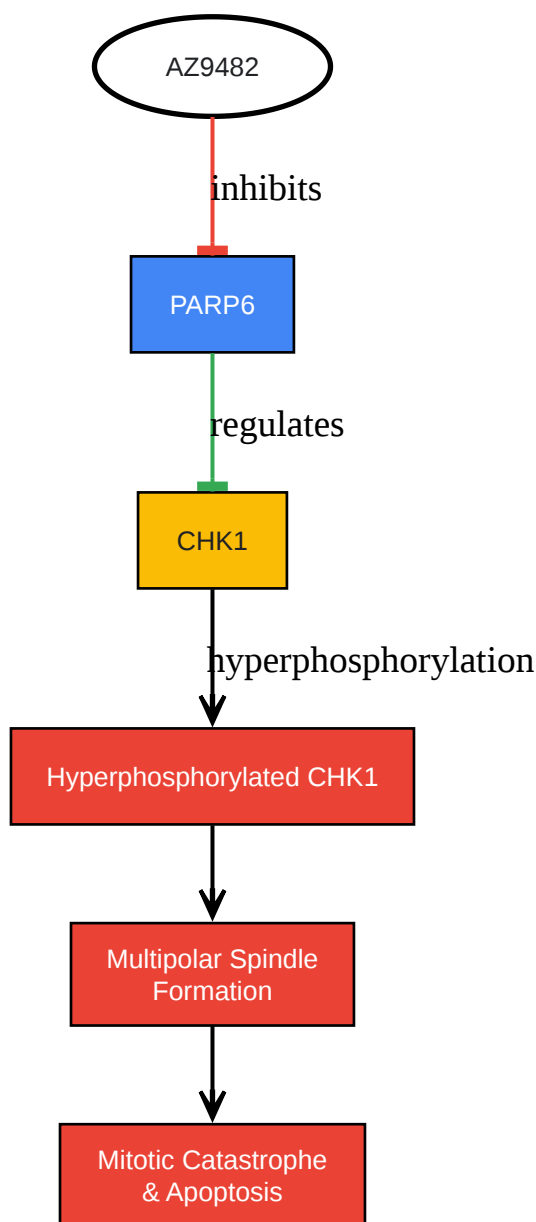 AZ9482
inhibits
PARP6
regulates
CHK1
hyperphosphorylation
Hyperphosphorylated CHK1
Multipolar Spindle
Formation
Mitotic Catastrophe
& Apoptosis